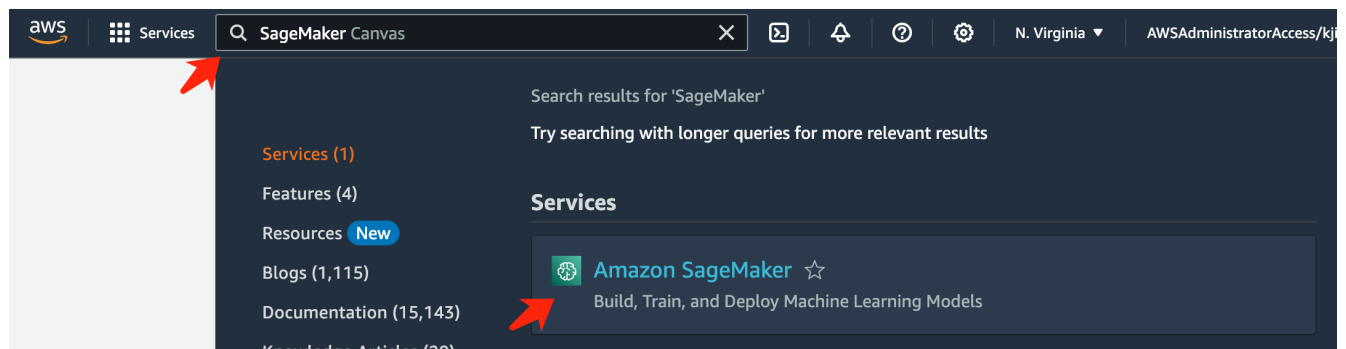 aws Services SageMaker Canvas N. Virginia ▼ AWSAdministratorAccess/kji
Search results for 'SageMaker'
Try searching with longer queries for more relevant results
Services (1)
Features (4)
Resources New
Blogs (1,115)
Documentation (15,143)
Services
Amazon SageMaker
Build, Train, and Deploy Machine Learning Models